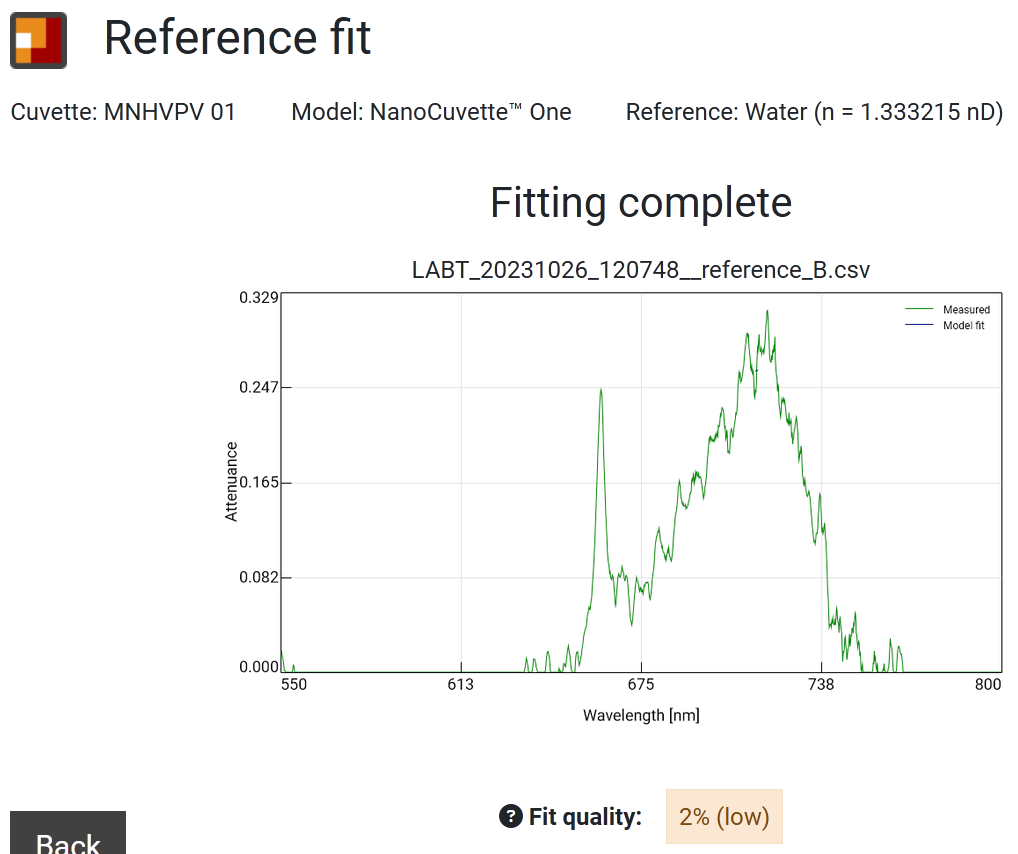 Reference fit
Cuvette: MNHVPV 01 Model: NanoCuvette™ One Reference: Water (n = 1.333215 nD)
Fitting complete
LABT_20231026_120748__reference_B.csv
0.329
0.247
0.165
0.082
0.000
Attenuance
Measured
Model fit
550 613 675 738 800
Wavelength [nm]
? Fit quality: 2% (low)
Back